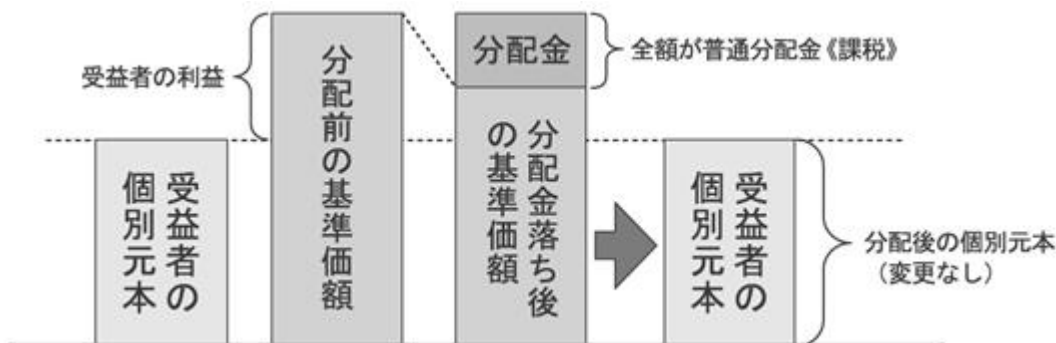 受益者の利益
受益者の
個別元本
分配前の基準価額
分配金
全額が普通分配金《課税》
分配金落ち後
の基準価額
受益者の
個別元本
分配後の個別元本
（変更なし）